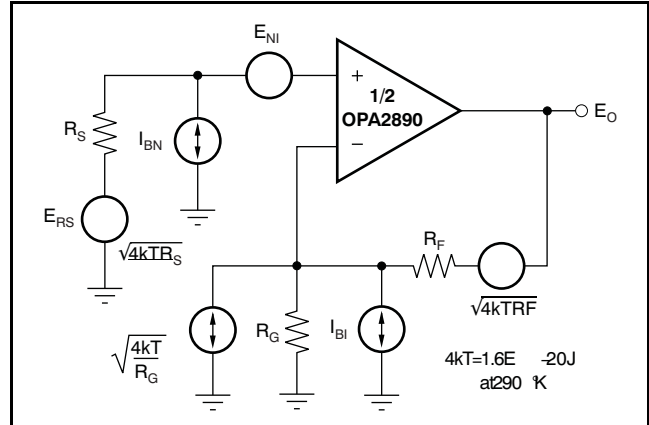 E_NI
+
1/2
OPA2890
−
E_O
R_S
I_BN
E_RS
√4kTR_S
R_F
√4kTRF
√4kT/R_G
R_G
I_BI
4kT=1.6E -20J
at290 °K